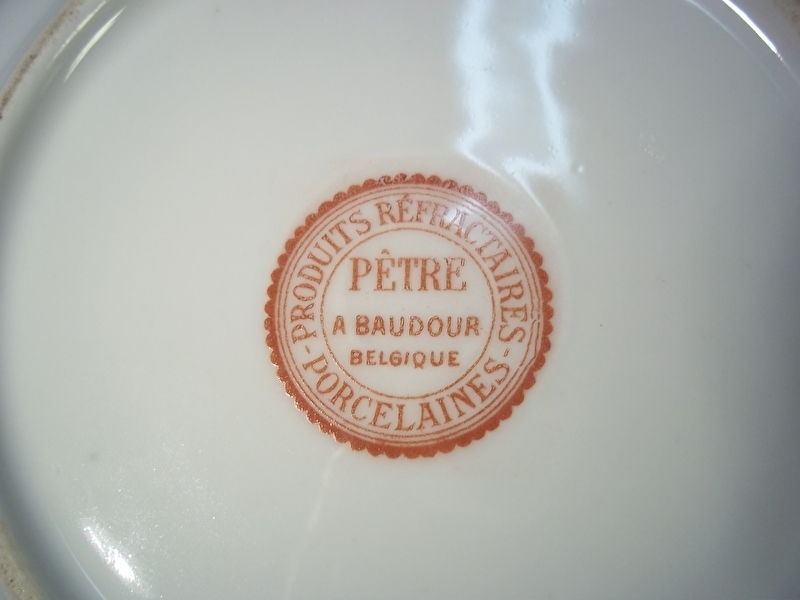 PRODUITS RÉFRACTAIRES
PÊTRE
A BAUDOUR
BELGIQUE
- PORCELAINES -